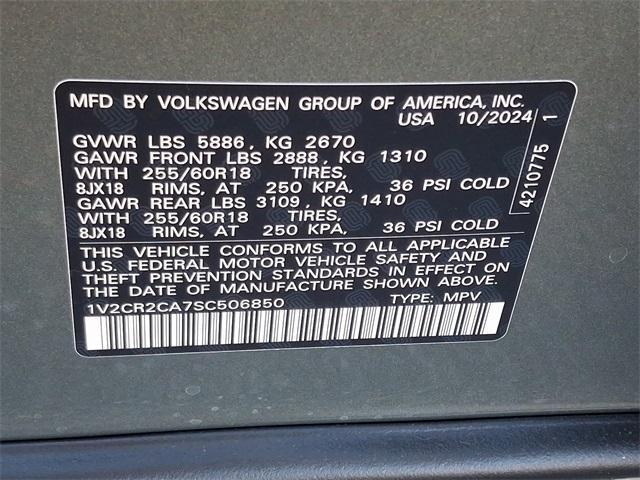 MFD BY VOLKSWAGEN GROUP OF AMERICA, INC.
USA 10/2024
GVWR LBS 5886, KG 2670
GAWR FRONT LBS 2888, KG 1310
WITH 255/60R18 TIRES,
8JX18 RIMS, AT 250 KPA, 36 PSI COLD
GAWR REAR LBS 3109, KG 1410
WITH 255/60R18 TIRES,
8JX18 RIMS, AT 250 KPA, 36 PSI COLD
THIS VEHICLE CONFORMS TO ALL APPLICABLE
U.S. FEDERAL MOTOR VEHICLE SAFETY AND
THEFT PREVENTION STANDARDS IN EFFECT ON
THE DATE OF MANUFACTURE SHOWN ABOVE.
1V2CR2CA7SC506850 TYPE: MPV
4210775 1